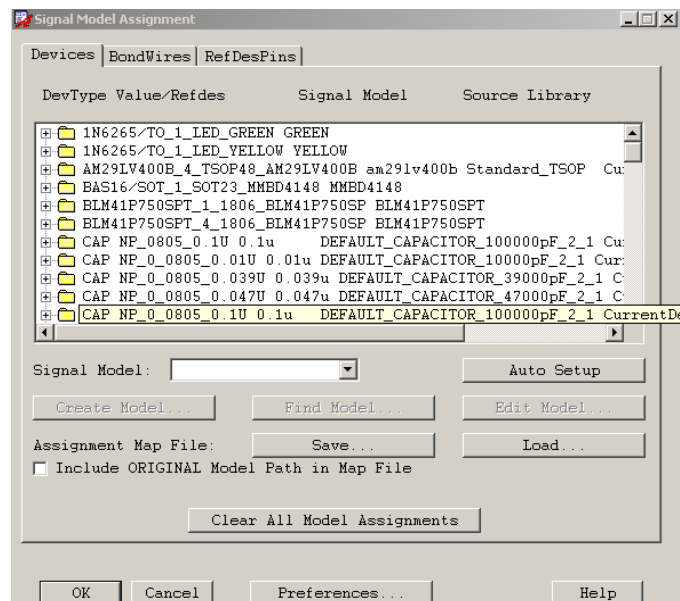 Signal Model Assignment
Devices BondWires RefDesPins
DevType Value/Refdes Signal Model Source Library
1N6265/TO_1_LED_GREEN GREEN
1N6265/TO_1_LED_YELLOW YELLOW
AM29LV400B_4_TSOP48_AM29LV400B am29lv400b Standard_TSOP Cu
BAS16/SOT_1_SOT23_MMBD4148 MMBD4148
BLM41P750SPT_1_1806_BLM41P750SP BLM41P750SPT
BLM41P750SPT_4_1806_BLM41P750SP BLM41P750SPT
CAP NP_0805_0.1U 0.1u DEFAULT_CAPACITOR_100000pF_2_1 Cu
CAP NP_0_0805_0.01U 0.01u DEFAULT_CAPACITOR_10000pF_2_1 Cur
CAP NP_0_0805_0.039U 0.039u DEFAULT_CAPACITOR_39000pF_2_1 C
CAP NP_0_0805_0.047U 0.047u DEFAULT_CAPACITOR_47000pF_2_1 C
CAP NP_0_0805_0.1U 0.1u DEFAULT_CAPACITOR_100000pF_2_1 CurrentDe
Signal Model: Auto Setup
Create Model... Find Model... Edit Model...
Assignment Map File: Save... Load...
Include ORIGINAL Model Path in Map File
Clear All Model Assignments
OK Cancel Preferences... Help